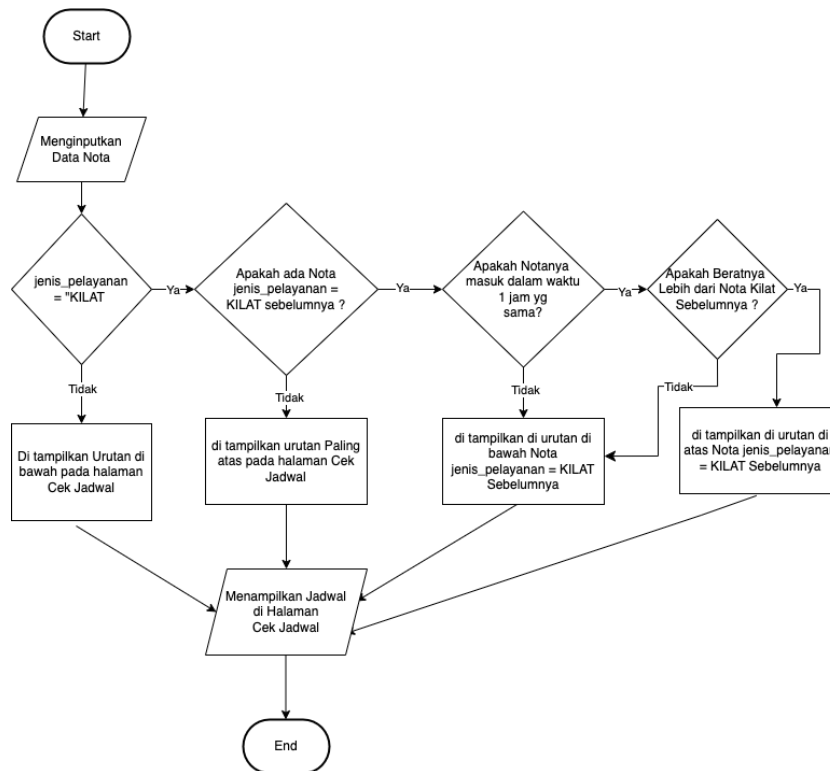 Start
Menginputkan
Data Nota
jenis_pelayanan
= "KILAT
Ya
Apakah ada Nota
jenis_pelayanan =
KILAT sebelumnya ?
Ya
Apakah Notanya
masuk dalam waktu
1 jam yg
sama?
Ya
Apakah Beratnya
Lebih dari Nota Kilat
Sebelumnya ?
Ya
Tidak
Tidak
Tidak
Tidak
Di tampilkan Urutan di
bawah pada halaman
Cek Jadwal
di tampilkan urutan Paling
atas pada halaman Cek
Jadwal
di tampilkan di urutan di
bawah Nota
jenis_pelayanan = KILAT
Sebelumnya
di tampilkan di urutan di
atas Nota jenis_pelayanan
= KILAT Sebelumnya
Menampilkan Jadwal
di Halaman
Cek Jadwal
End